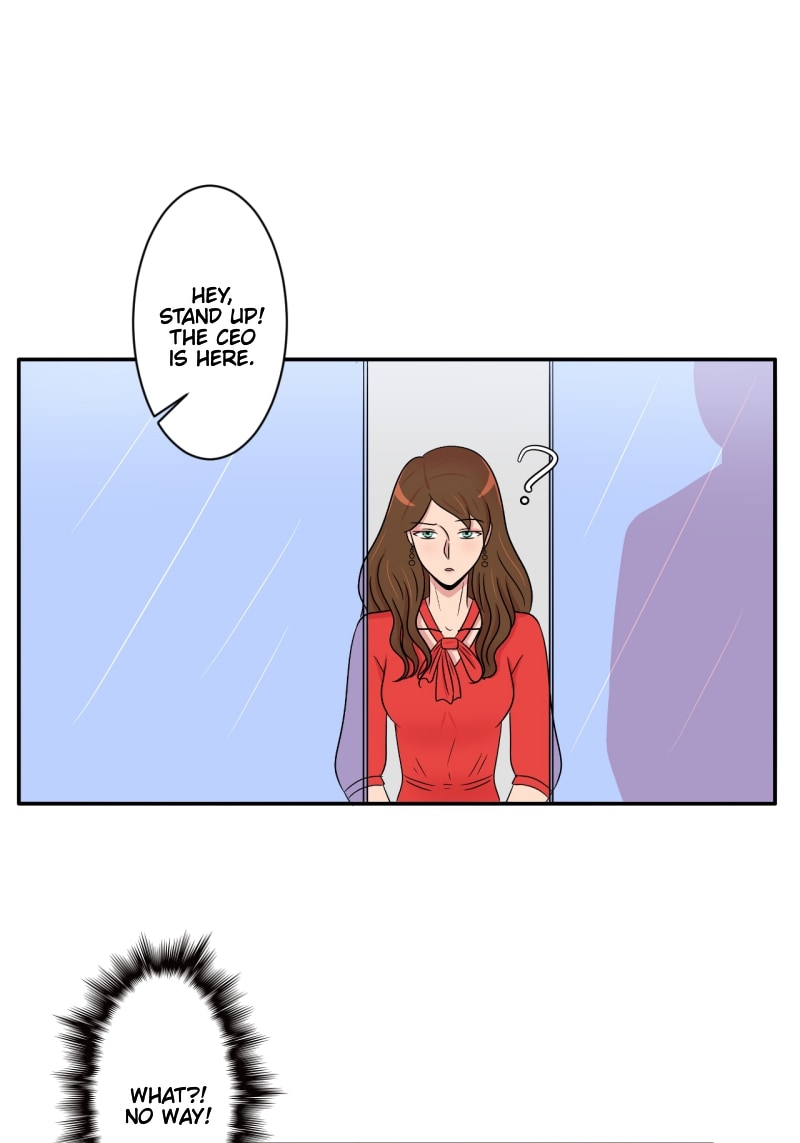 HEY,
STAND UP!
THE CEO
IS HERE.
?
WHAT?!
NO WAY!